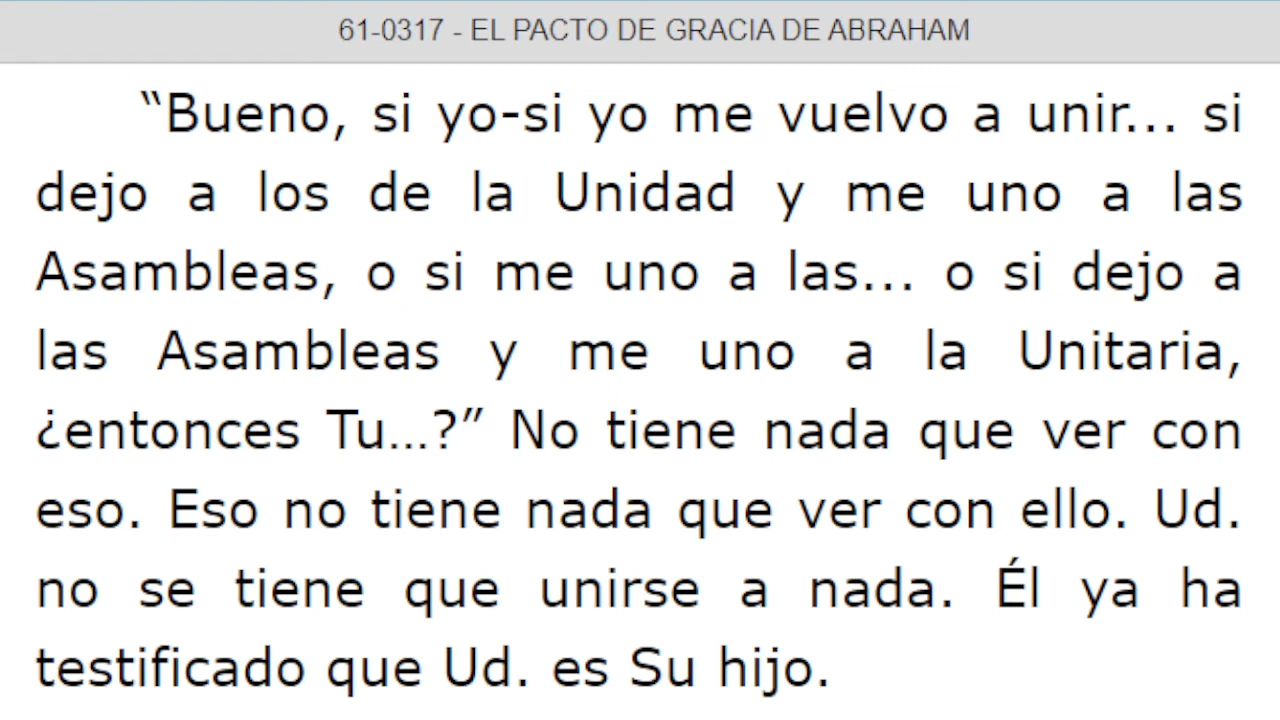 61-0317 - EL PACTO DE GRACIA DE ABRAHAM
“Bueno, si yo-si yo me vuelvo a unir... si
dejo a los de la Unidad y me uno a las
Asambleas, o si me uno a las... o si dejo a
las Asambleas y me uno a la Unitaria,
¿entonces Tu...?” No tiene nada que ver con
eso. Eso no tiene nada que ver con ello. Ud.
no se tiene que unirse a nada. Él ya ha
testificado que Ud. es Su hijo.